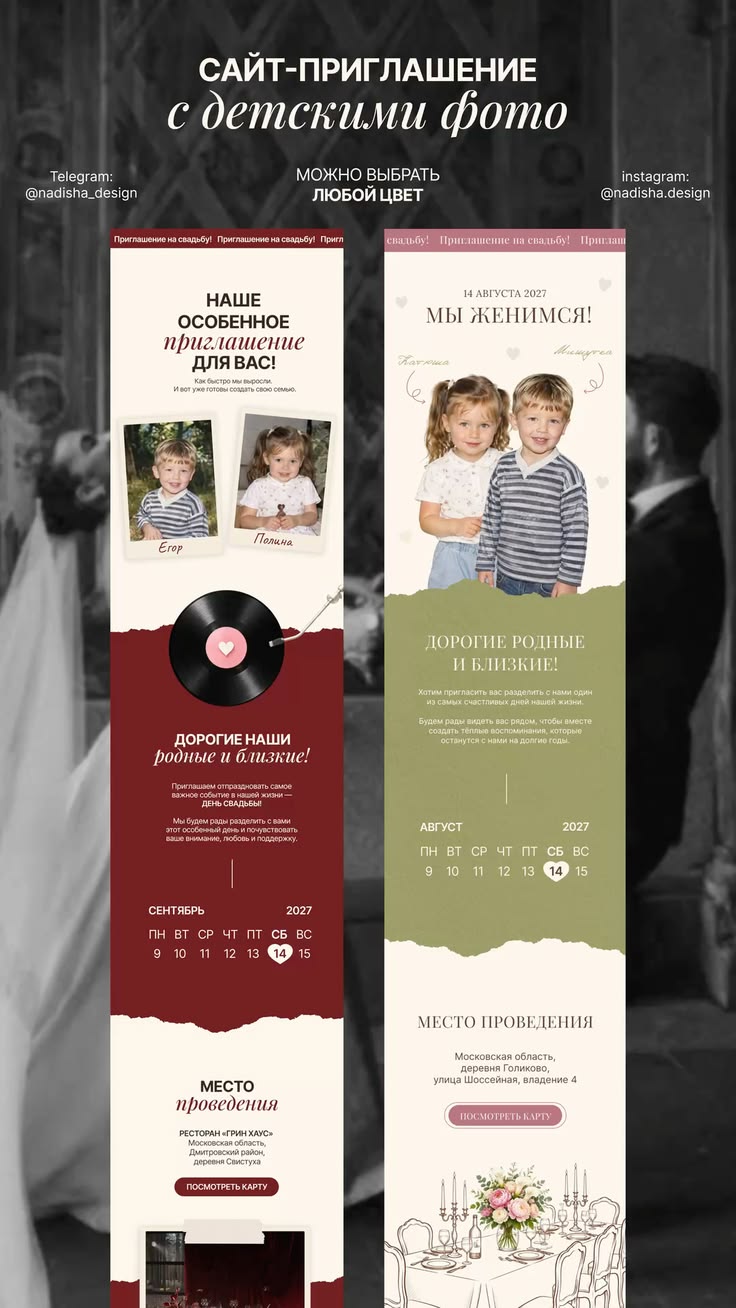 САЙТ-ПРИГЛАШЕНИЕ
с детскими фото
Telegram:
@nadisha_design
МОЖНО ВЫБРАТЬ
ЛЮБОЙ ЦВЕТ
instagram:
@nadisha.design
Приглашение на свадьбу! Приглашение на свадьбу! Пригл
НАШЕ
ОСОБЕННОЕ
приглашение
ДЛЯ ВАС!
Как быстро мы выросли.
И вот уже готовы создать свою семью.
Егор
Полина
ДОРОГИЕ НАШИ
родные и близкие!
Приглашаем отпраздновать самое
важное событие в нашей жизни —
ДЕНЬ СВАДЬБЫ!
Мы будем рады разделить с вами
этот особенный день и почувствовать
ваше внимание, любовь и поддержку.
СЕНТЯБРЬ 2027
ПН ВТ СР ЧТ ПТ СБ ВС
9 10 11 12 13 14 15
МЕСТО
проведения
РЕСТОРАН «ГРИН ХАУС»
Московская область,
Дмитровский район,
деревня Свистуха
ПОСМОТРЕТЬ КАРТУ
свадьбу! Приглашение на свадьбу! Приглаш
14 АВГУСТА 2027
МЫ ЖЕНИМСЯ!
Катюша
Мишутка
ДОРОГИЕ РОДНЫЕ
И БЛИЗКИЕ!
Хотим пригласить вас разделить с нами один
из самых счастливых дней нашей жизни.
Будем рады видеть вас рядом, чтобы вместе
создать тёплые воспоминания, которые
останутся с нами на долгие годы.
АВГУСТ 2027
ПН ВТ СР ЧТ ПТ СБ ВС
9 10 11 12 13 14 15
МЕСТО ПРОВЕДЕНИЯ
Московская область,
деревня Голиково,
улица Шоссейная, владение 4
ПОСМОТРЕТЬ КАРТУ